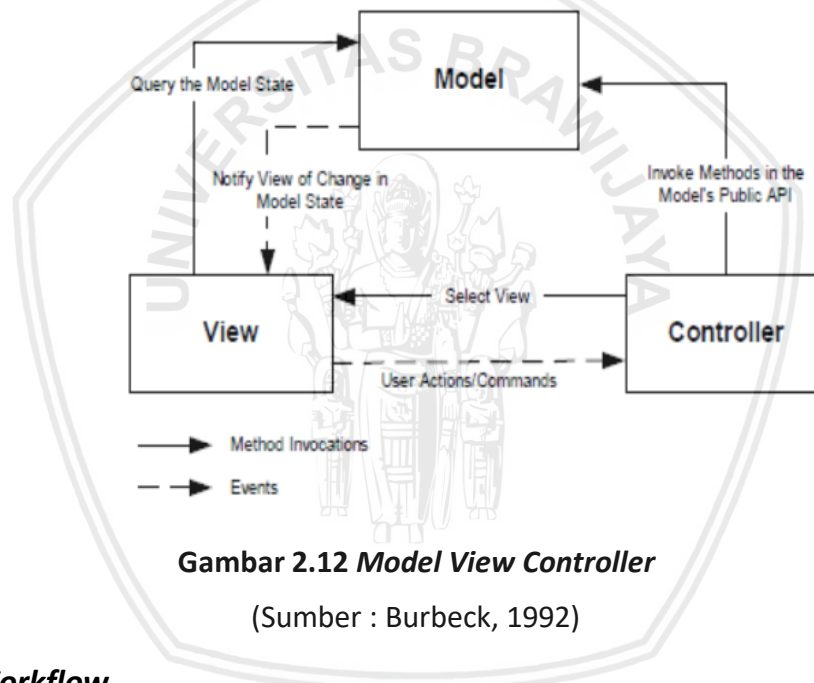 UNIVERSITAS BRAWIJAYA
Model
Query the Model State
Notify View of Change in
Model State
Invoke Methods in the
Model's Public API
View
Select View
Controller
User Actions/Commands
Method Invocations
Events
Gambar 2.12 Model View Controller
(Sumber : Burbeck, 1992)